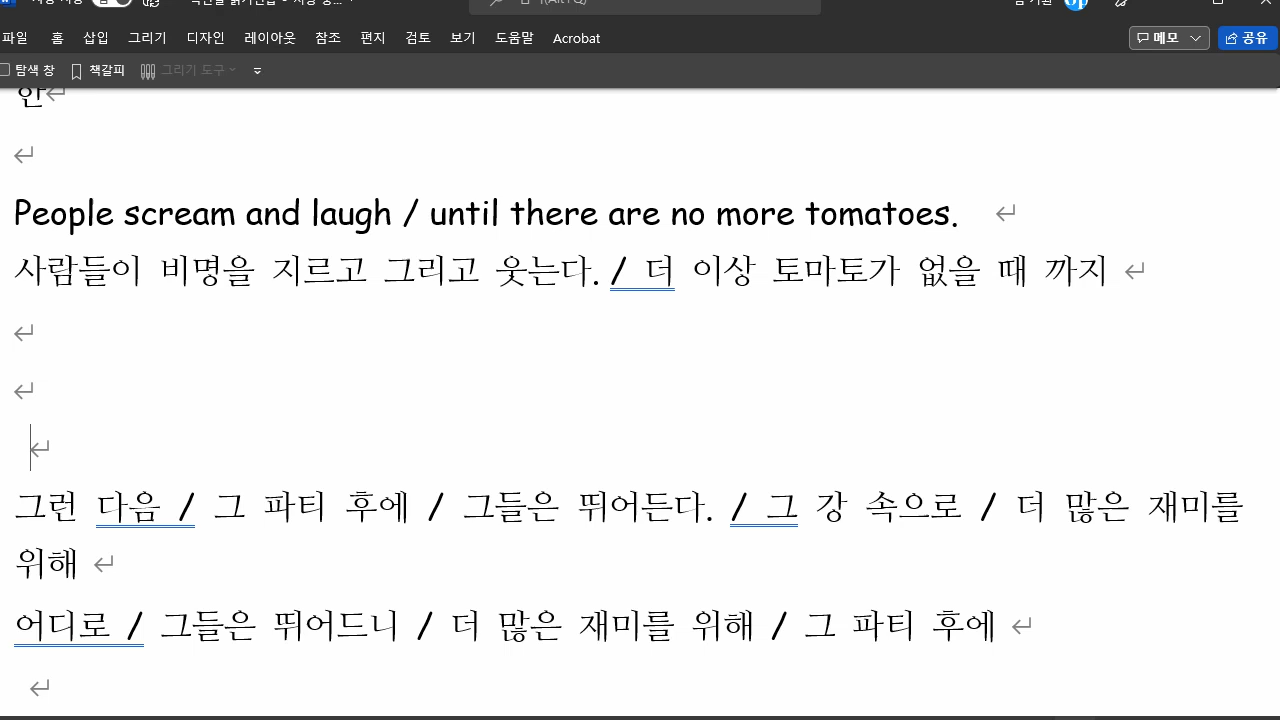 파일 홈 삽입 그리기 디자인 레이아웃 참조 편지 검토 보기 도움말 Acrobat 메모 공유
탐색 창 책갈피 그리기 도구
안
People scream and laugh / until there are no more tomatoes.
사람들이 비명을 지르고 그리고 웃는다. / 더 이상 토마토가 없을 때 까지
그런 다음 / 그 파티 후에 / 그들은 뛰어든다. / 그 강 속으로 / 더 많은 재미를
위해
어디로 / 그들은 뛰어드니 / 더 많은 재미를 위해 / 그 파티 후에